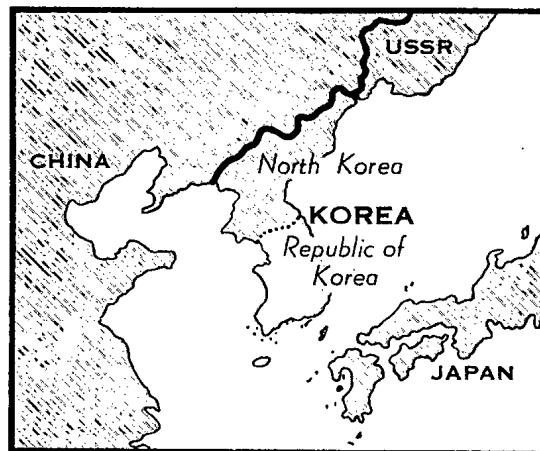 USSR
CHINA
North Korea
KOREA
Republic of
Korea
JAPAN